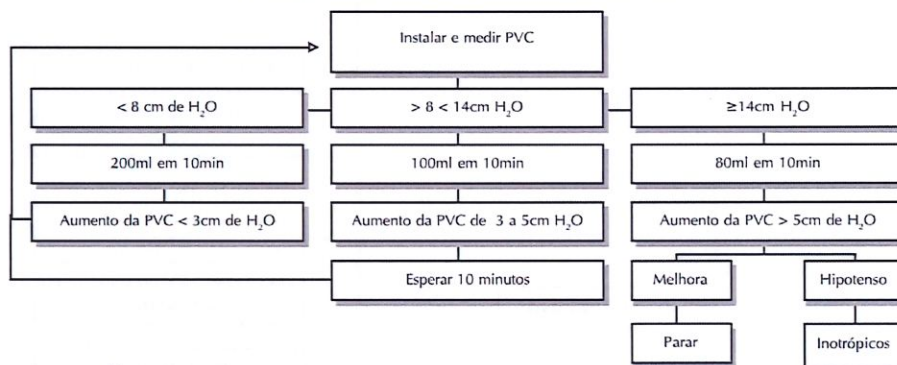 Instalar e medir PVC
< 8 cm de H₂O
> 8 < 14cm H₂O
≥14cm H₂O
200ml em 10min
100ml em 10min
80ml em 10min
Aumento da PVC < 3cm de H₂O
Aumento da PVC de 3 a 5cm H₂O
Aumento da PVC > 5cm de H₂O
Esperar 10 minutos
Melhora
Hipotenso
Parar
Inotrópicos